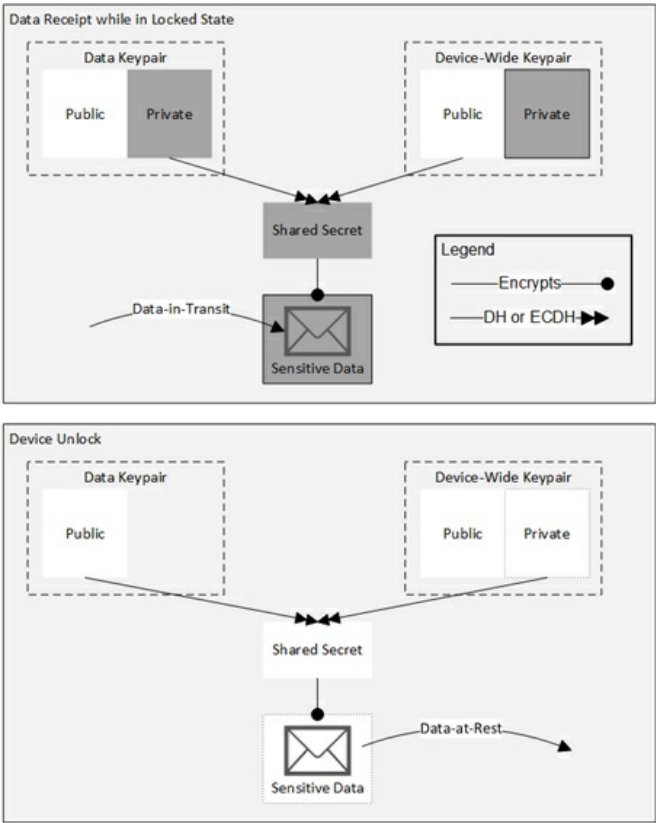 Data Receipt while in Locked State
Data Keypair
Device-Wide Keypair
Public
Private
Public
Private
Shared Secret
Legend
Encrypts
DH or ECDH
Data-in-Transit
Sensitive Data
Device Unlock
Data Keypair
Device-Wide Keypair
Public
Public
Private
Shared Secret
Data-at-Rest
Sensitive Data